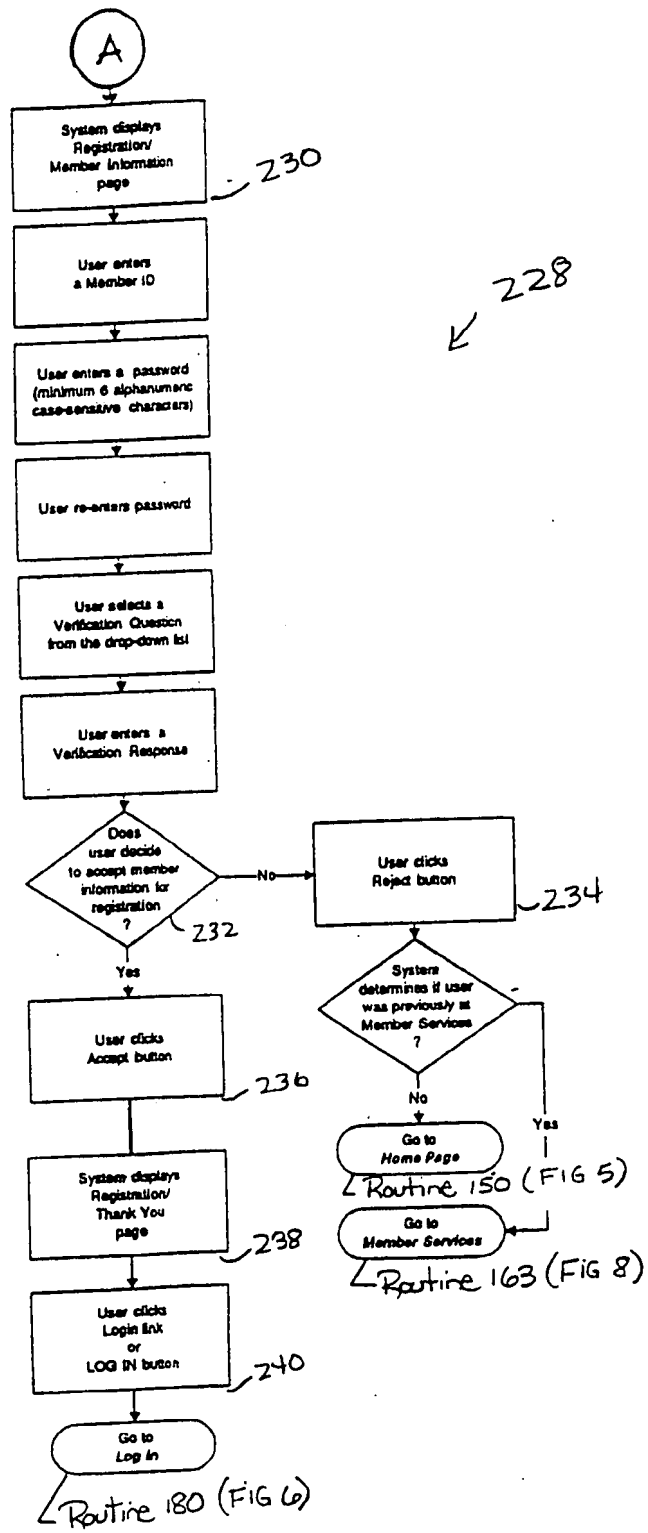 A
System displays
Registration/
Member Information
page
230
User enters
a Member ID
228
User enters a password
(minimum 6 alphanumeric
case-sensitive characters)
User re-enters password
User selects a
Verification Question
from the drop-down list
User enters a
Verification Response
Does
user decide
to accept member
information for
registration
?
232
No
User clicks
Reject button
234
Yes
System
determines if user
was previously at
Member Services
?
User clicks
Accept button
236
No
Yes
Go to
Home Page
Routine 150 (FIG 5)
System displays
Registration/
Thank You
page
238
Go to
Member Services
Routine 163 (FIG 8)
User clicks
Login link
or
LOG IN button
240
Go to
Log In
Routine 180 (FIG 6)